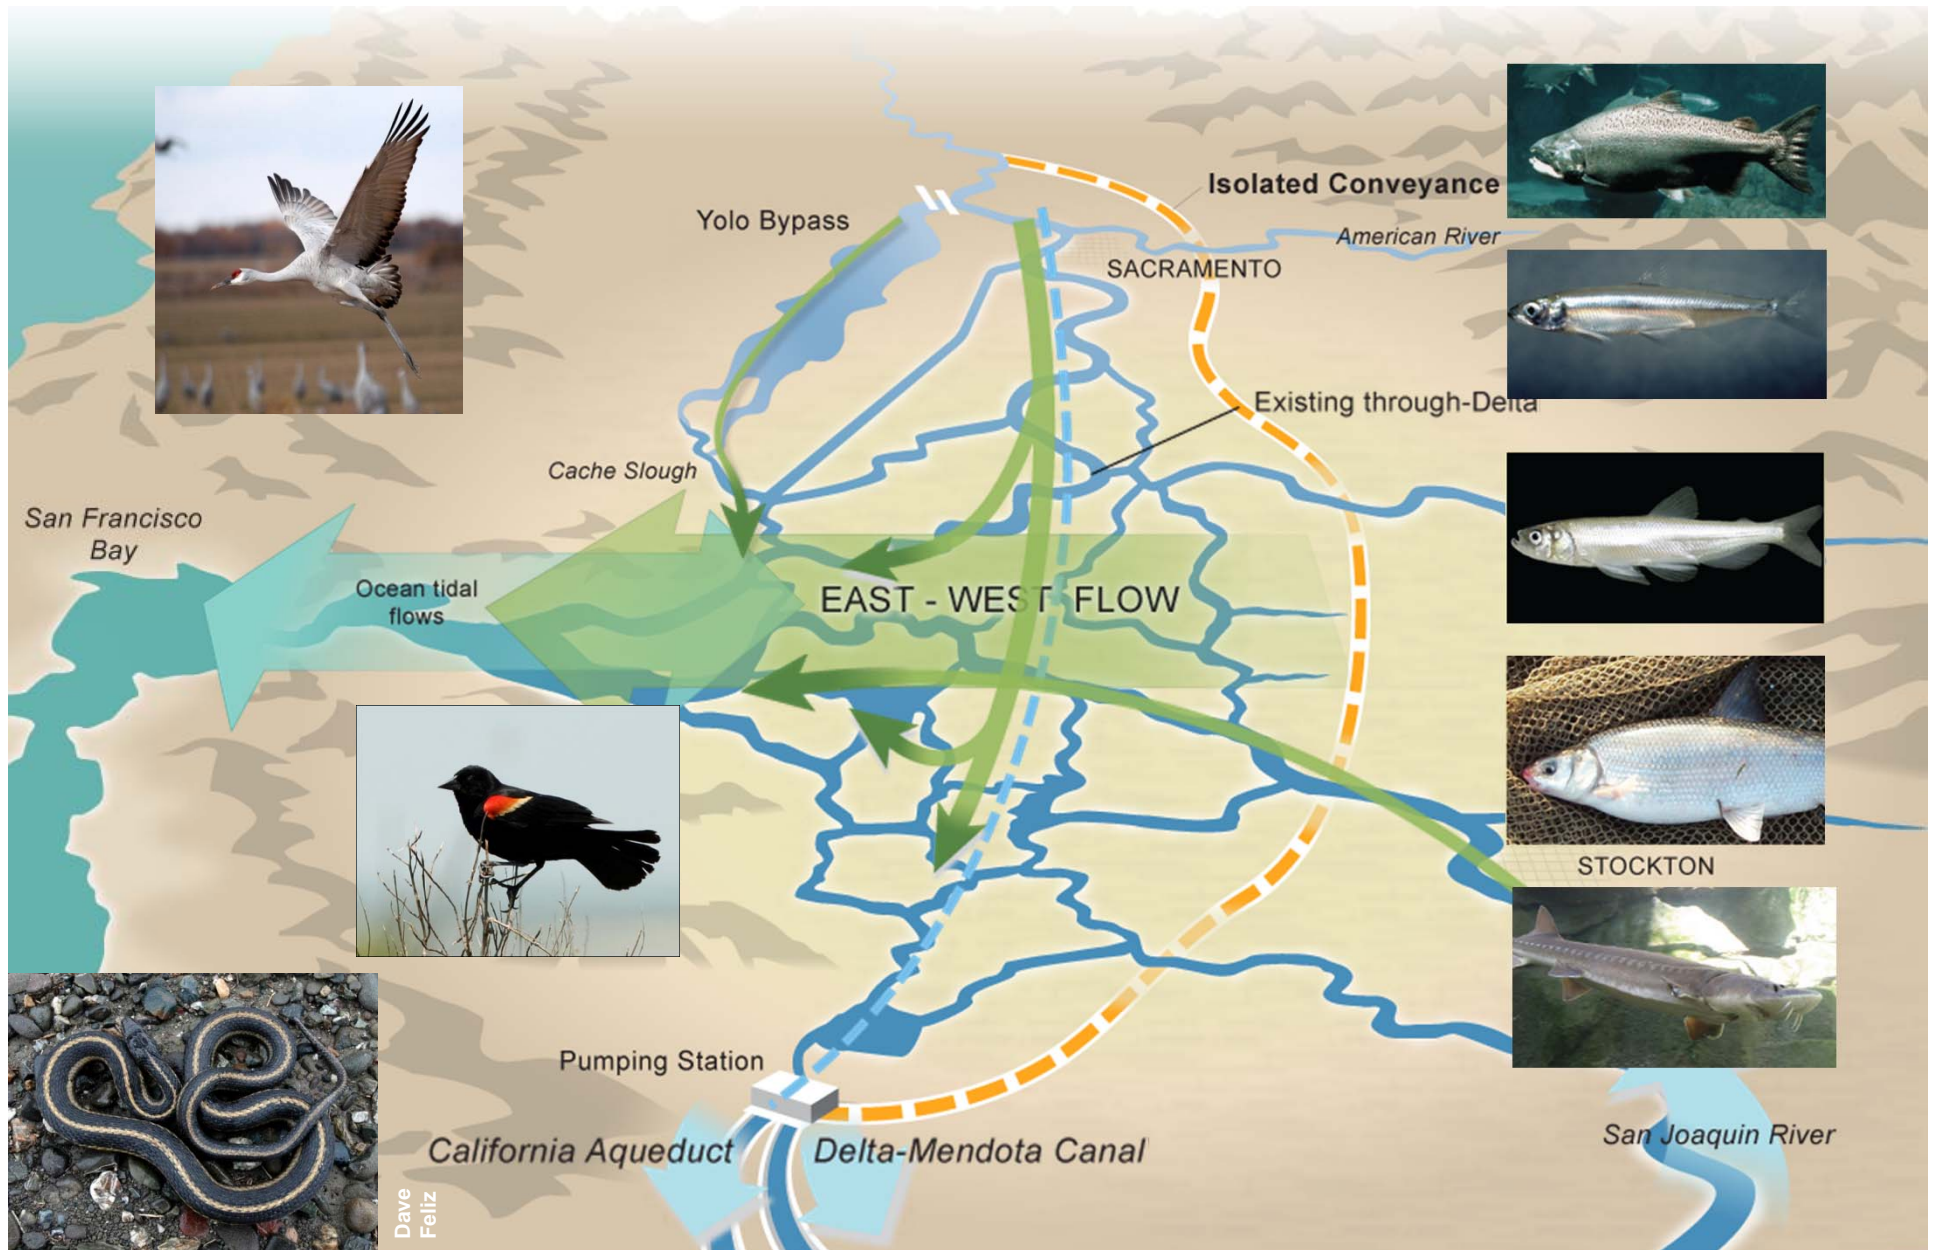 Isolated Conveyance
Yolo Bypass
American River
SACRAMENTO
Existing through-Delta
Cache Slough
San Francisco
Bay
Ocean tidal
flows
EAST - WEST FLOW
STOCKTON
Pumping Station
California Aqueduct
Delta-Mendota Canal
San Joaquin River
Dave
Feliz